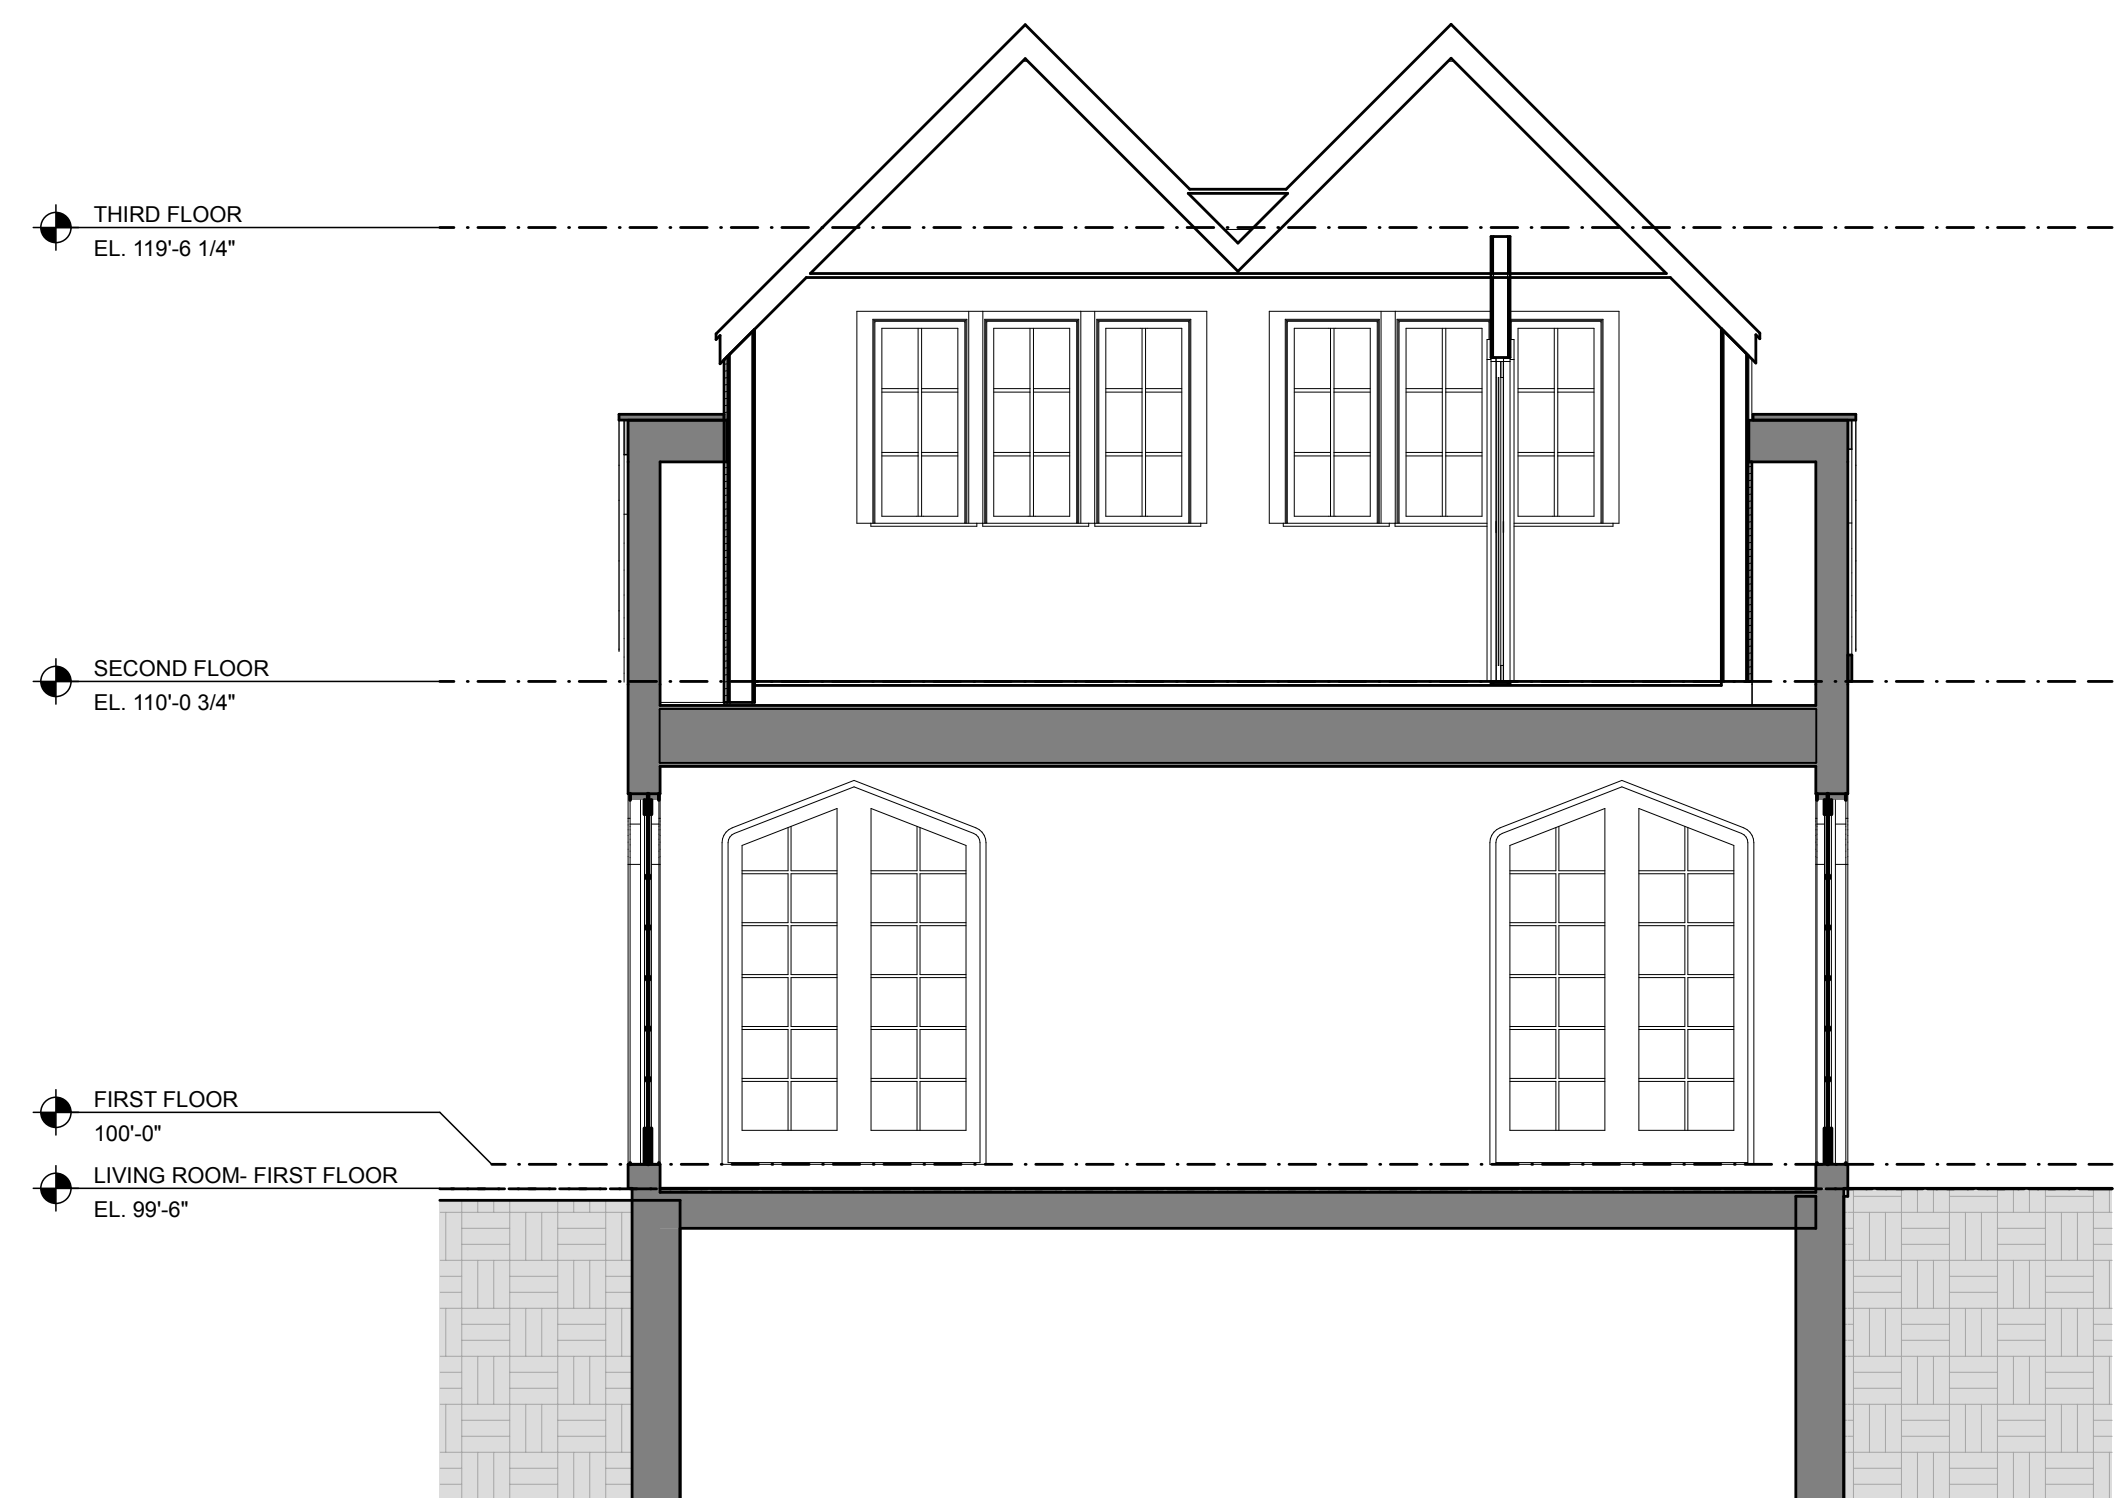 THIRD FLOOR
EL. 119'-6 1/4"
SECOND FLOOR
EL. 110'-0 3/4"
FIRST FLOOR
100'-0"
LIVING ROOM- FIRST FLOOR
EL. 99'-6"